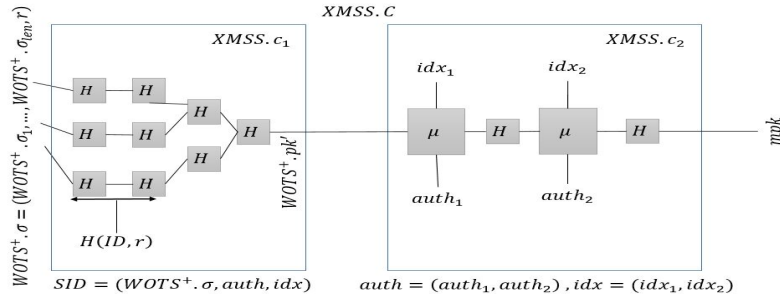 XMSS.C
XMSS.c₁
XMSS.c₂
WOTS⁺.σ = (WOTS⁺.σ₁, ..., WOTS⁺.σₗₑₙ, r)
H
H
H
H
H
H
H
H
H
H(ID, r)
WOTS⁺.pk'
idx₁
idx₂
μ
H
μ
H
auth₁
auth₂
mpk
SID = (WOTS⁺.σ, auth, idx)
auth = (auth₁, auth₂) , idx = (idx₁, idx₂)